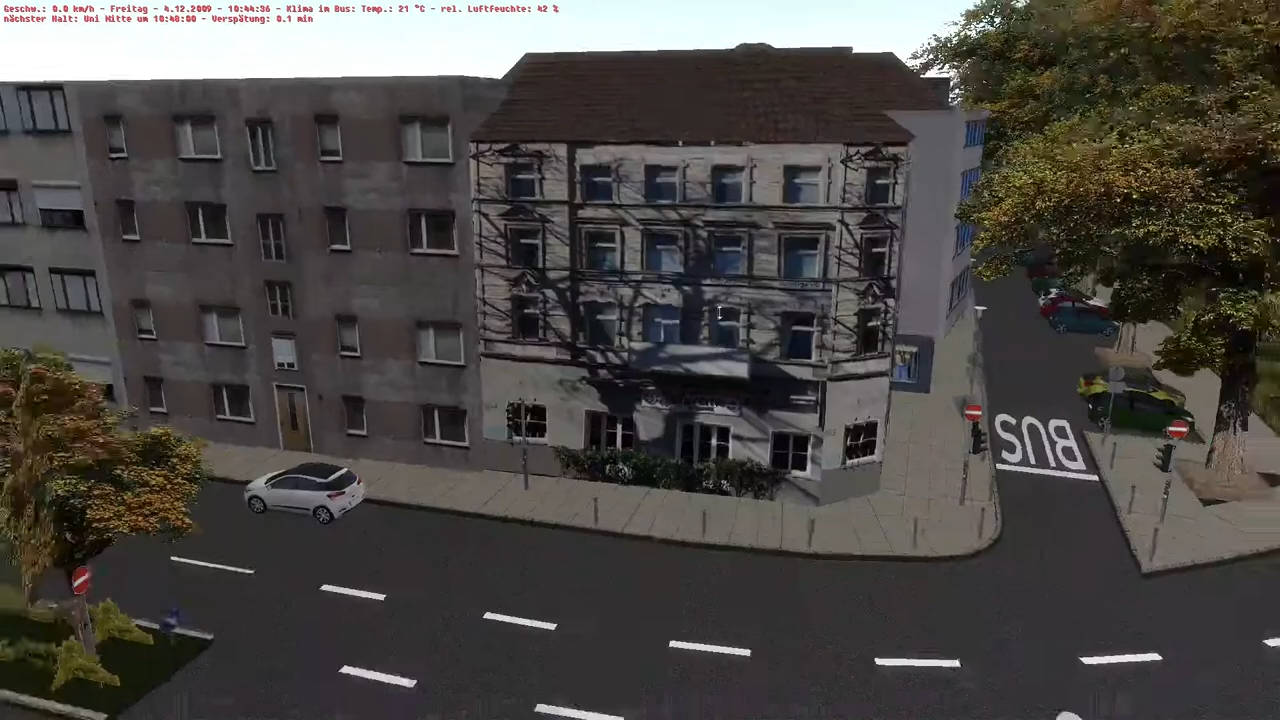 Geschw.: 0.0 km/h - Freitag - 4.12.2009 - 10:44:36 - Klima im Bus: Temp.: 21 °C - rel. Luftfeuchte: 42 %
nächster Halt: Uni Mitte um 10:48:00 - Verspätung: 0.1 min
BUS